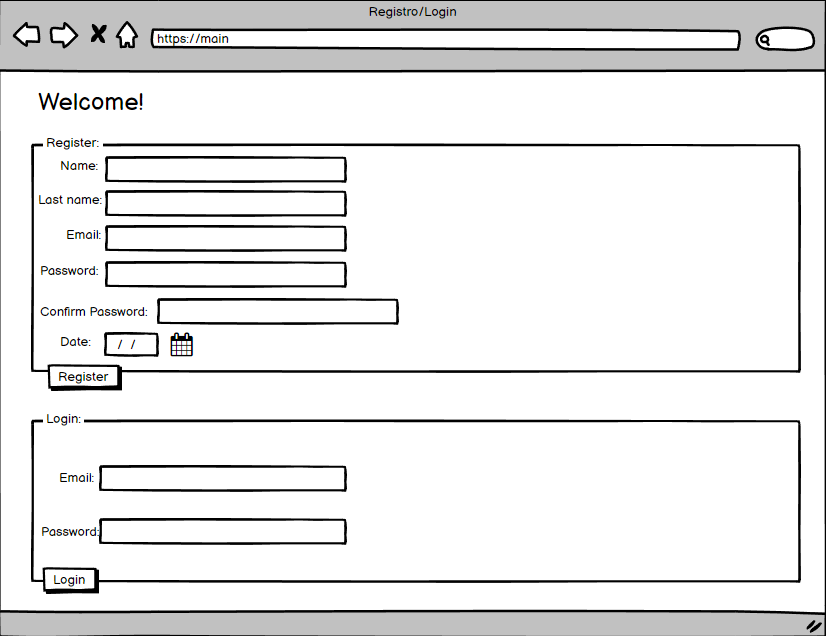 Registro/Login
https://main
Welcome!
Register:
Name:
Last name:
Email:
Password:
Confirm Password:
Date: / /
Register
Login:
Email:
Password:
Login